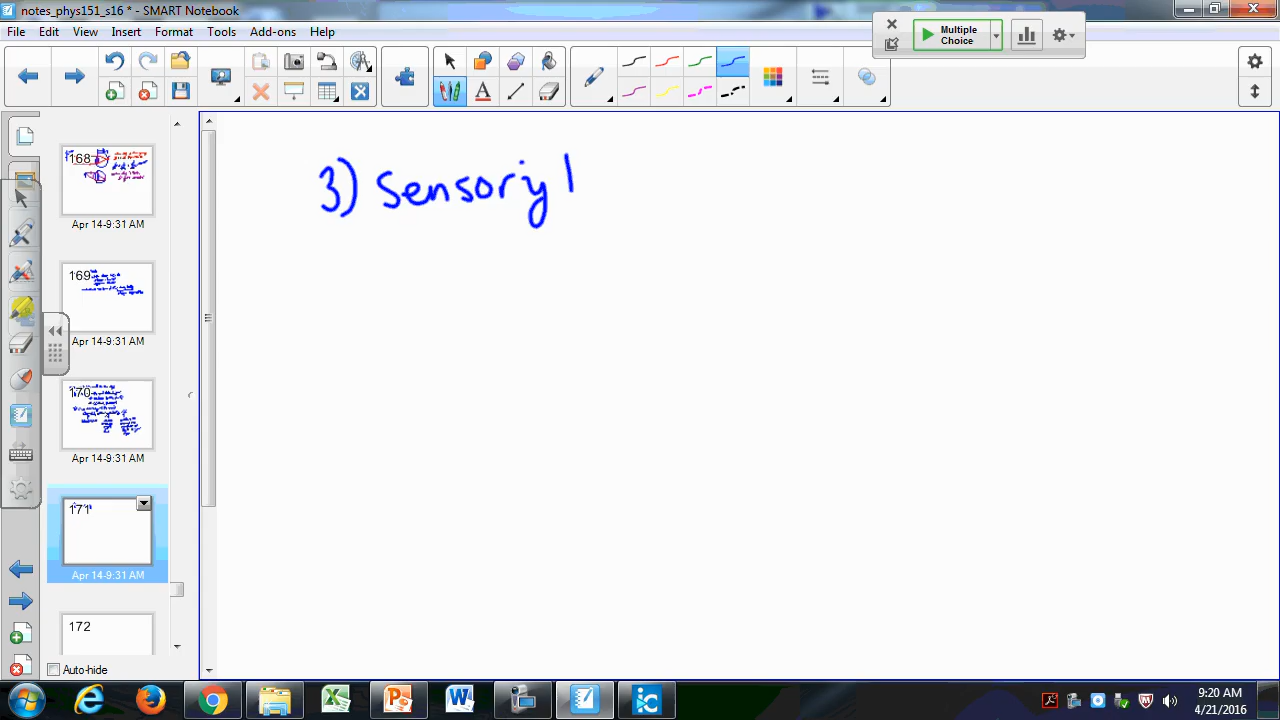 notes_phys151_s16 * - SMART Notebook
File Edit View Insert Format Tools Add-ons Help
Multiple Choice
3) Sensory
168
Apr 14-9:31 AM
169
Apr 14-9:31 AM
170
Apr 14-9:31 AM
171
Apr 14-9:31 AM
172
Auto-hide
9:20 AM
4/21/2016